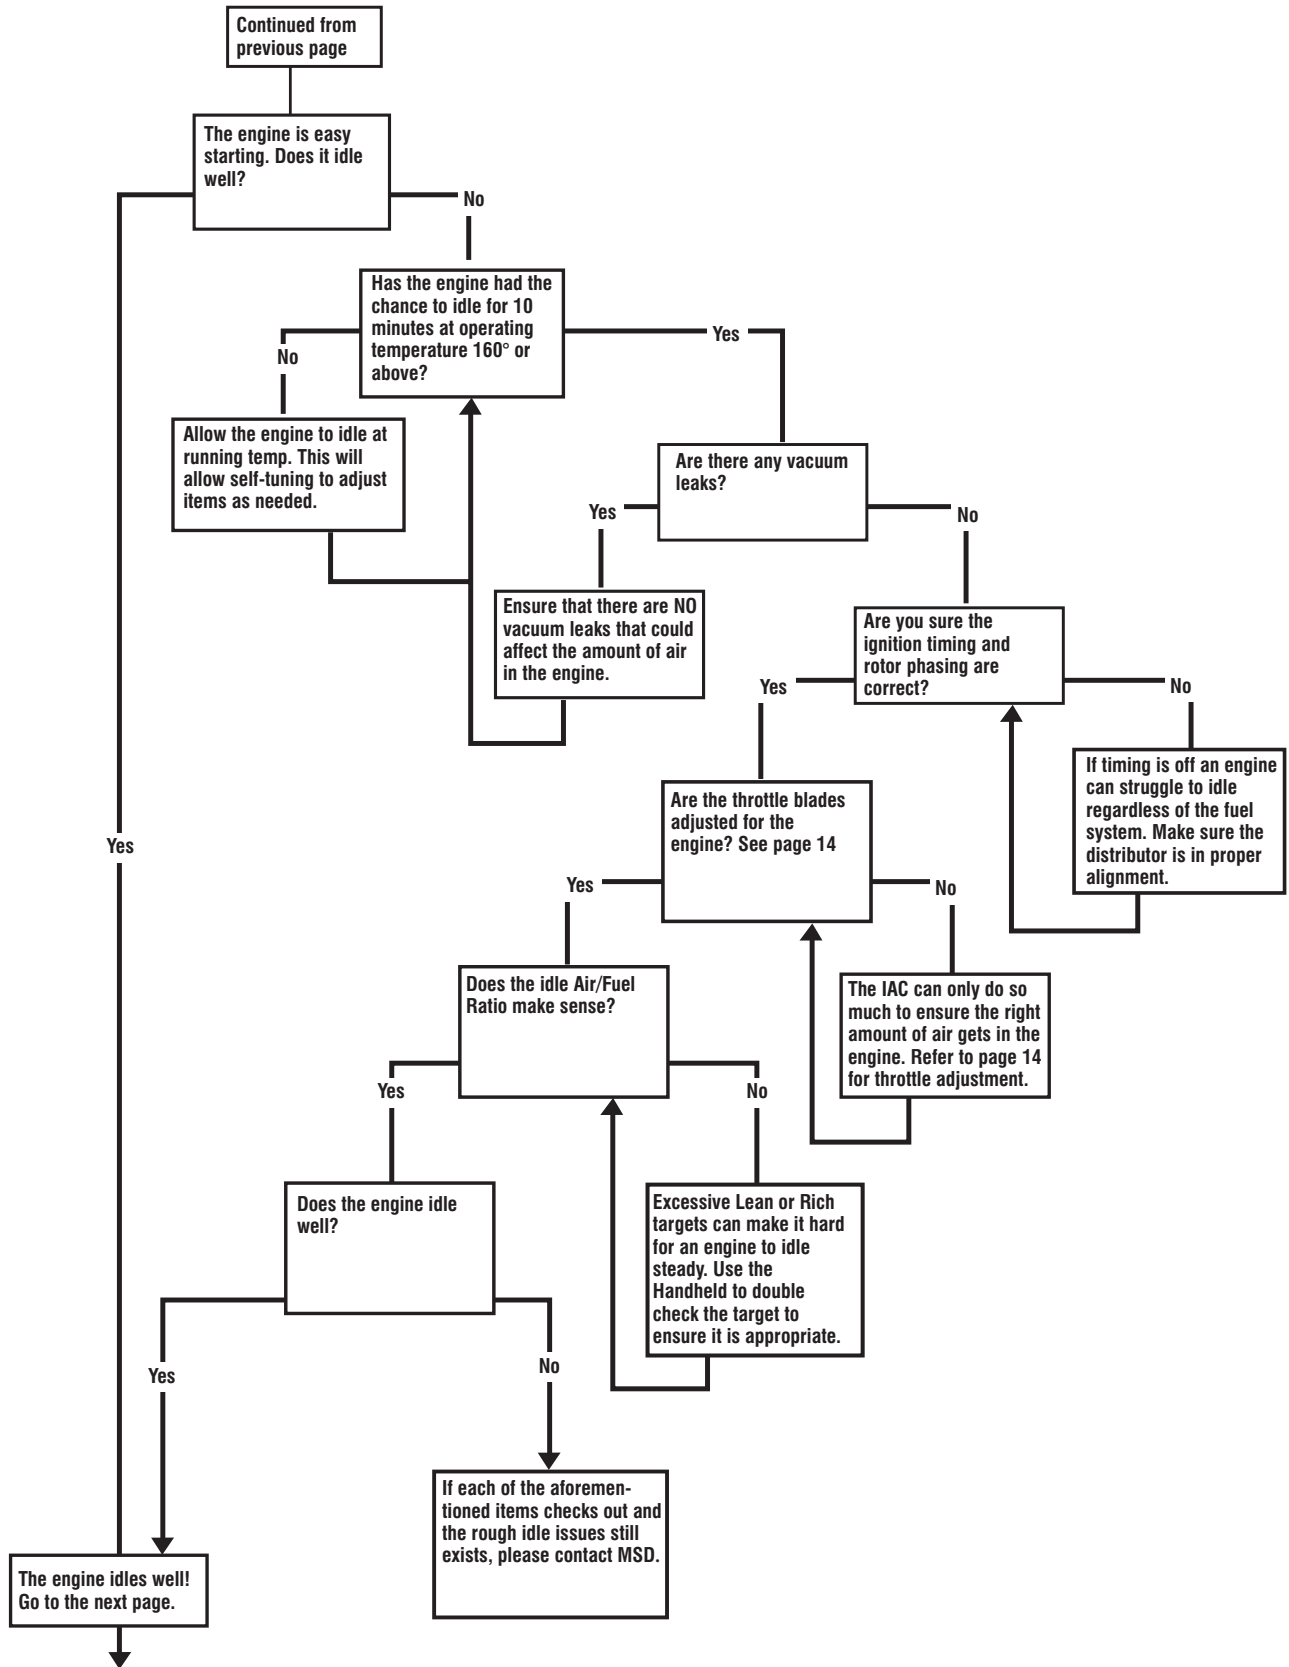 Continued from
previous page
The engine is easy
starting. Does it idle
well?
No
Has the engine had the
chance to idle for 10
minutes at operating
temperature 160° or
above?
Yes
No
Allow the engine to idle at
running temp. This will
allow self-tuning to adjust
items as needed.
Are there any vacuum
leaks?
Yes
No
Ensure that there are NO
vacuum leaks that could
affect the amount of air
in the engine.
Are you sure the
ignition timing and
rotor phasing are
correct?
Yes
No
If timing is off an engine
can struggle to idle
regardless of the fuel
system. Make sure the
distributor is in proper
alignment.
Are the throttle blades
adjusted for the
engine? See page 14
Yes
Yes
No
The IAC can only do so
much to ensure the right
amount of air gets in the
engine. Refer to page 14
for throttle adjustment.
Does the idle Air/Fuel
Ratio make sense?
Yes
No
Excessive Lean or Rich
targets can make it hard
for an engine to idle
steady. Use the
Handheld to double
check the target to
ensure it is appropriate.
Does the engine idle
well?
Yes
No
If each of the aforemen-
tioned items checks out and
the rough idle issues still
exists, please contact MSD.
The engine idles well!
Go to the next page.